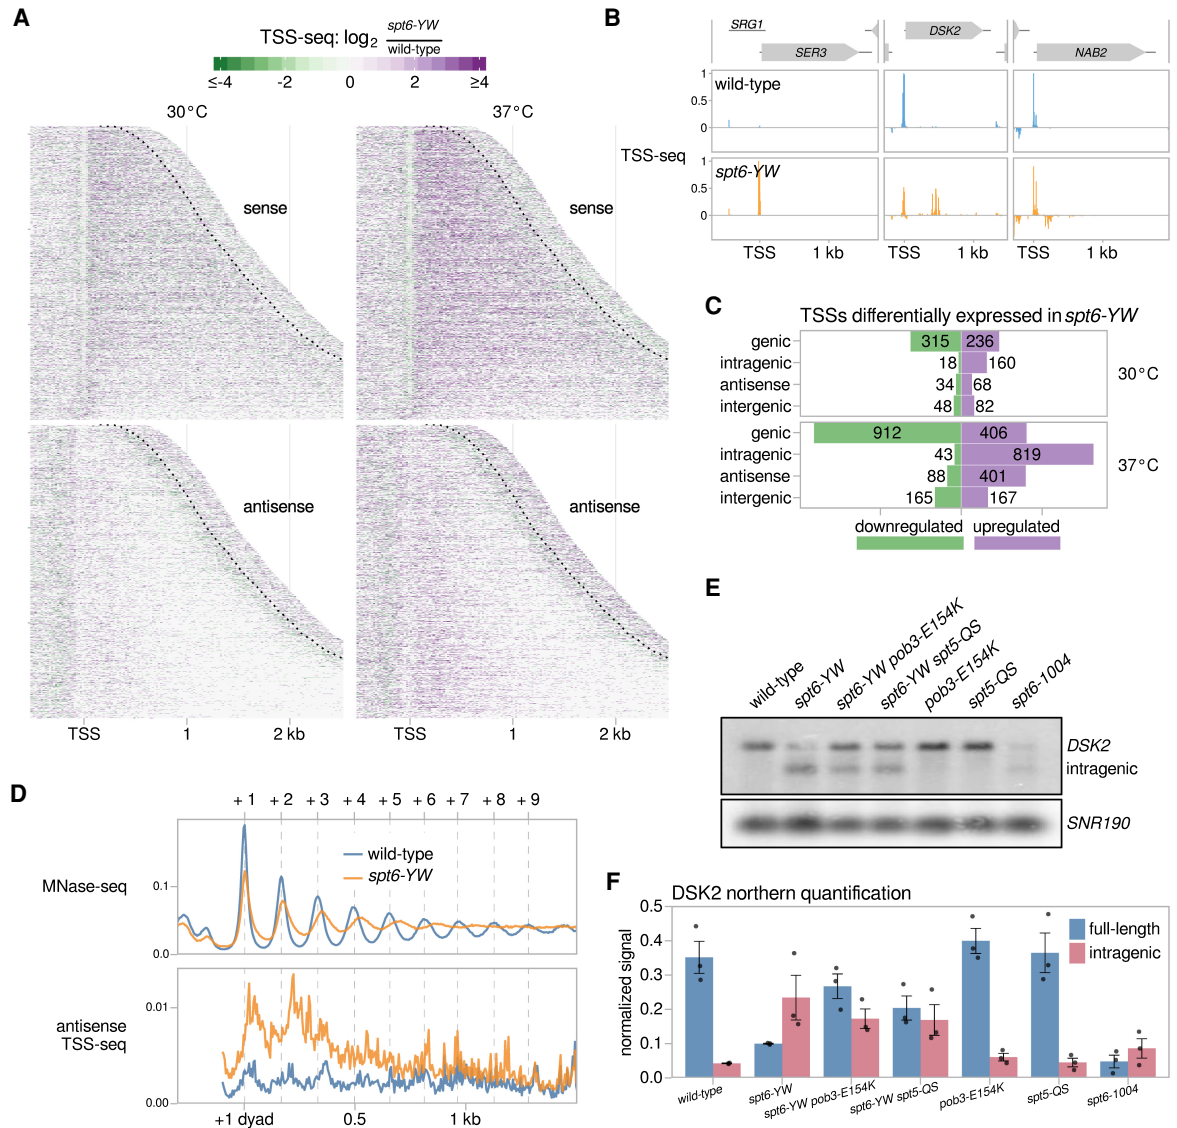 A
TSS-seq: log2 spt6-YW
wild-type
≤-4 -2 0 2 ≥4
30°C 37°C
sense sense
antisense antisense
TSS 1 2 kb TSS 1 2 kb
B
SRG1 DSK2
SER3 NAB2
1 wild-type
0.5
0
TSS-seq
1 spt6-YW
0.5
0
TSS 1 kb TSS 1 kb TSS 1 kb
C
TSSs differentially expressed in spt6-YW
genic 315 236
intragenic 18 160
30°C
antisense 34 68
intergenic 48 82
genic 912 406
intragenic 43 819
37°C
antisense 88 401
intergenic 165 167
downregulated upregulated
D
+1 +2 +3 +4 +5 +6 +7 +8 +9
wild-type
spt6-YW
MNase-seq 0.1
0.0
0.01
antisense
TSS-seq
0.00
+1 dyad 0.5 1 kb
E
wild-type spt6-YW spt6-YW pob3-E154K spt6-YW spt5-QS pob3-E154K spt5-QS spt6-1004
DSK2
intragenic
SNR190
F
DSK2 northern quantification
normalized signal
0.5
0.4
0.3
0.2
0.1
0.0
full-length
intragenic
wild-type spt6-YW spt6-YW pob3-E154K spt6-YW spt5-QS pob3-E154K spt5-QS spt6-1004